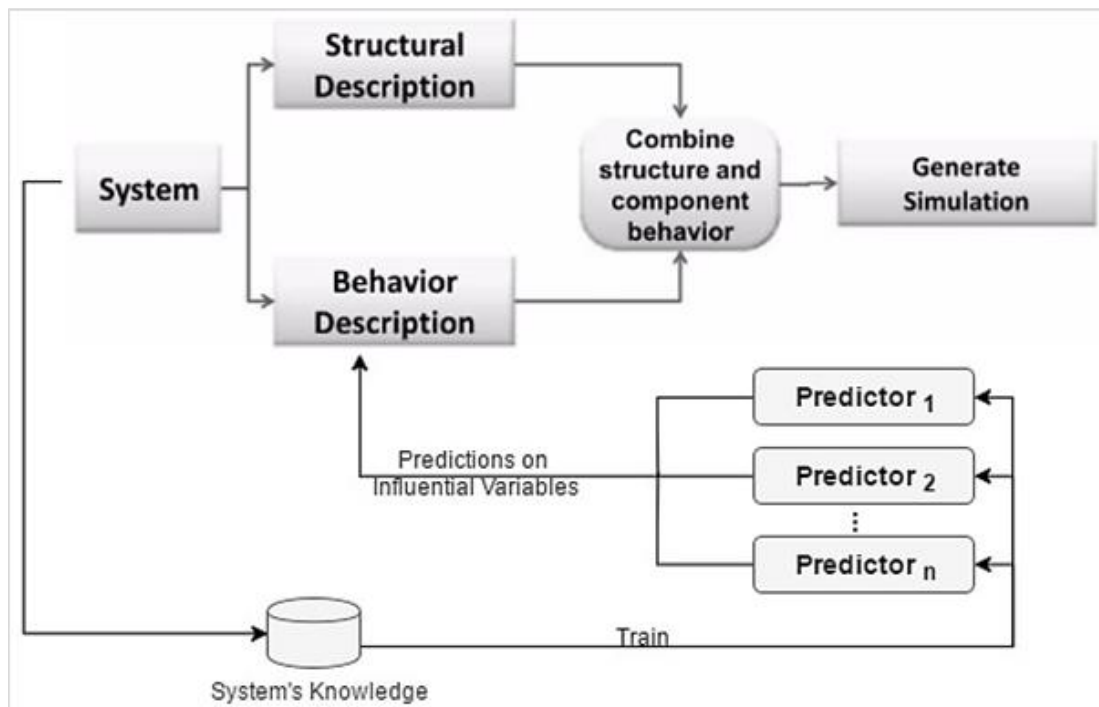 Structural
Description
System
Combine
structure and
component
behavior
Generate
Simulation
Behavior
Description
Predictor 1
Predictions on
Influential Variables
Predictor 2
Predictor n
Train
System's Knowledge